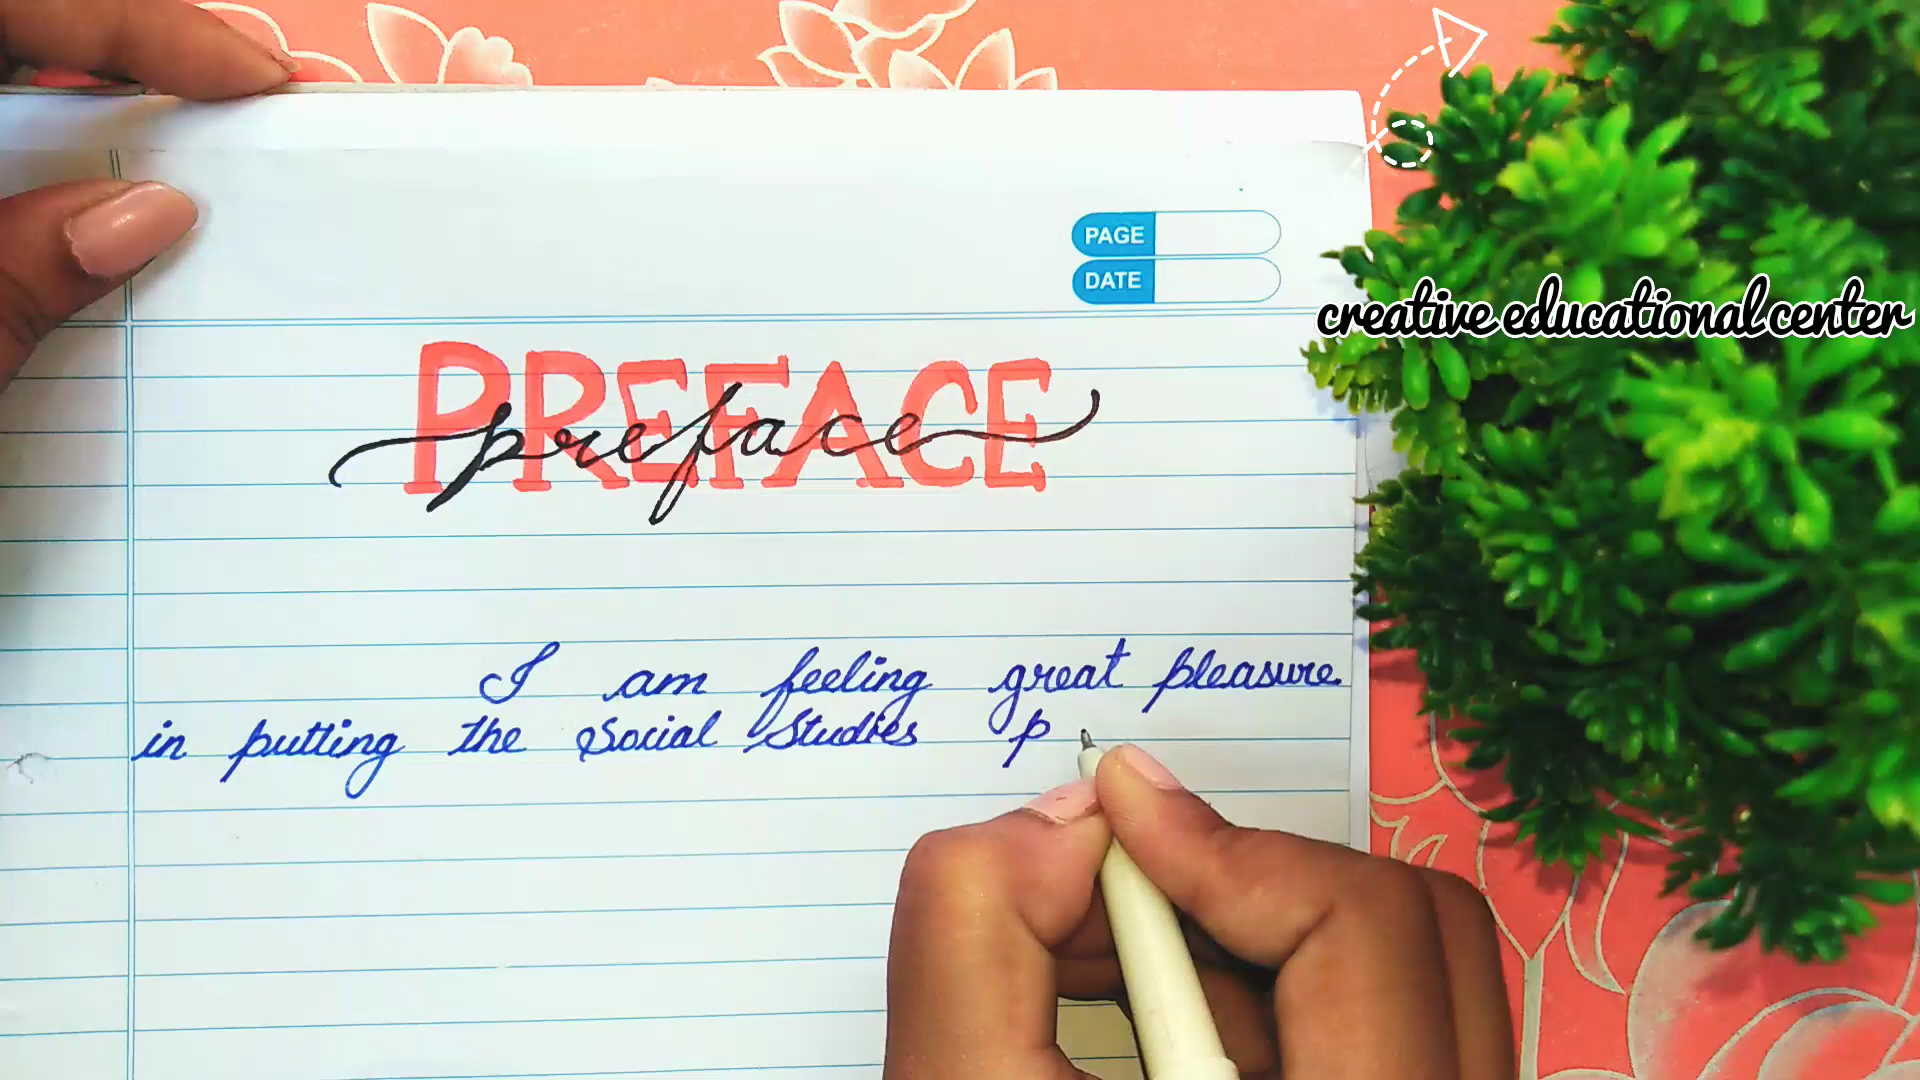 PAGE
DATE
creative educational center
PREFACE
preface
I am feeling great pleasure
in putting the Social Studies p